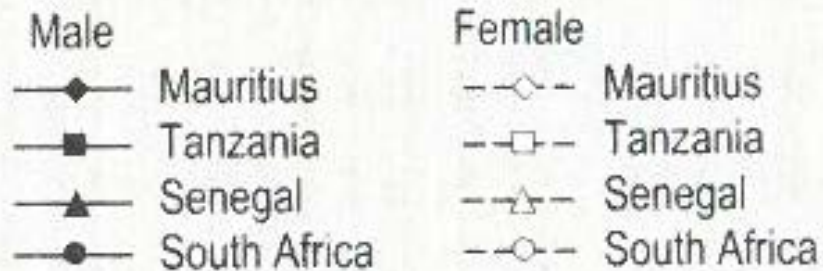 Male Female
Mauritius Mauritius
Tanzania Tanzania
Senegal Senegal
South Africa South Africa